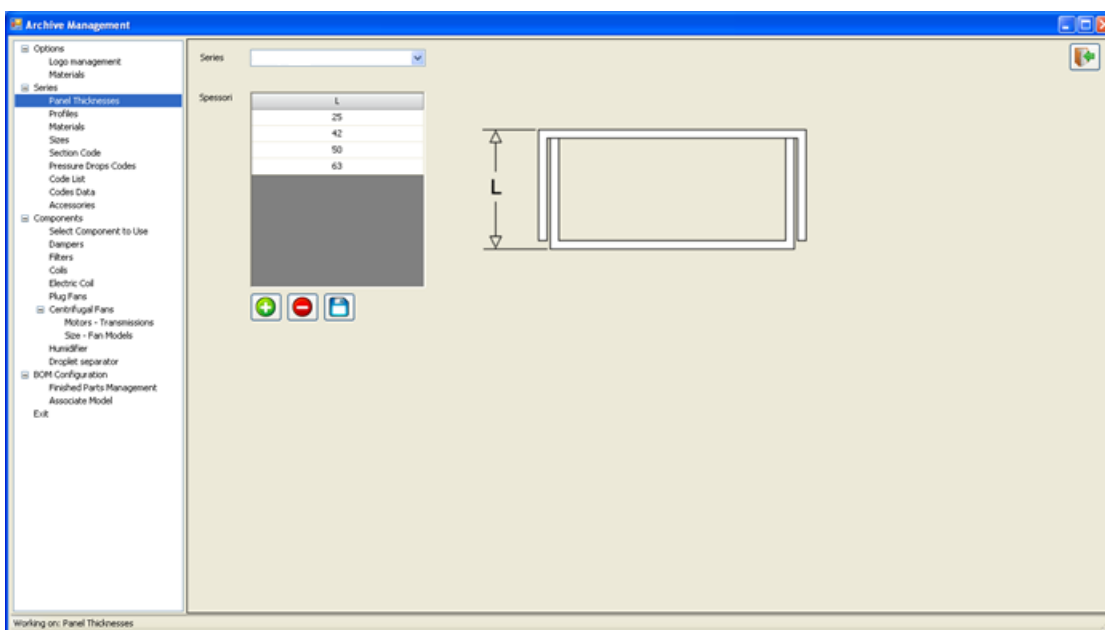 Archive Management
Options
Logo management
Materials
Series
Panel Thicknesses
Profiles
Materials
Sizes
Section Code
Pressure Drops Codes
Code List
Codes Data
Accessories
Components
Select Component to Use
Dampers
Filters
Coils
Electric Coil
Plug Fans
Centrifugal Fans
Motors - Transmissions
Size - Fan Models
Humidifier
Droplet separator
BOM Configuration
Finished Parts Management
Associate Model
Exit
Series
Spessori
L
25
42
50
63
L
Working on: Panel Thicknesses